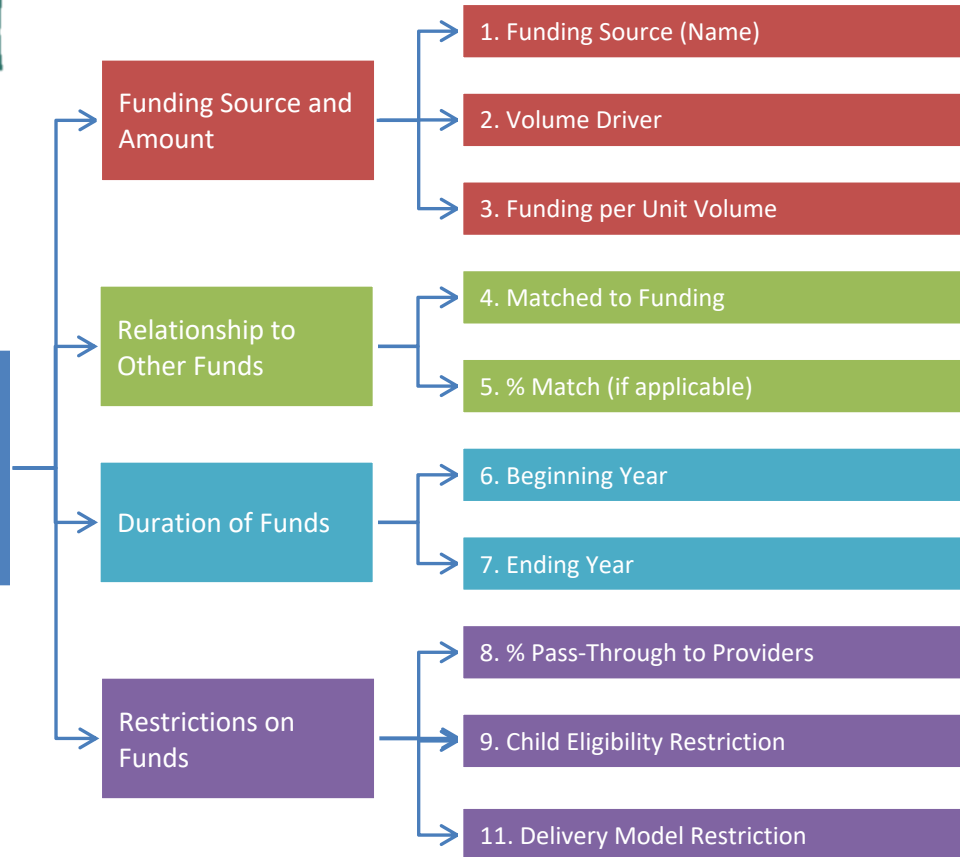 Funding Source and
Amount
1. Funding Source (Name)
2. Volume Driver
3. Funding per Unit Volume
Relationship to
Other Funds
4. Matched to Funding
5. % Match (if applicable)
Duration of Funds
6. Beginning Year
7. Ending Year
Restrictions on
Funds
8. % Pass-Through to Providers
9. Child Eligibility Restriction
11. Delivery Model Restriction